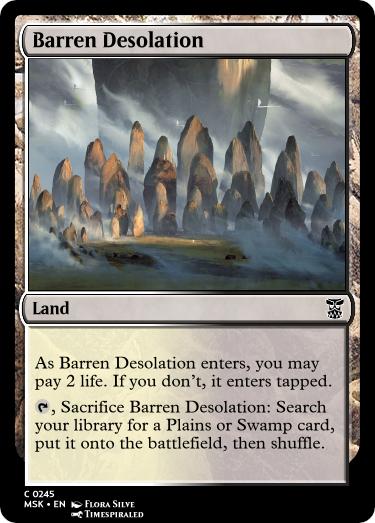 Barren Desolation
Land
As Barren Desolation enters, you may
pay 2 life. If you don't, it enters tapped.
, Sacrifice Barren Desolation: Search
your library for a Plains or Swamp card,
put it onto the battlefield, then shuffle.
C 0245
MSK • EN Flora Silve
Timespiraled